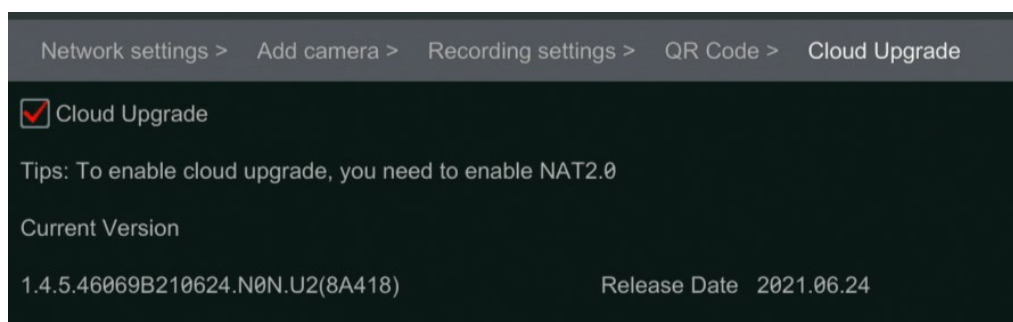 Network settings > Add camera > Recording settings > QR Code > Cloud Upgrade
Cloud Upgrade
Tips: To enable cloud upgrade, you need to enable NAT2.0
Current Version
1.4.5.46069B210624.N0N.U2(8A418) Release Date 2021.06.24